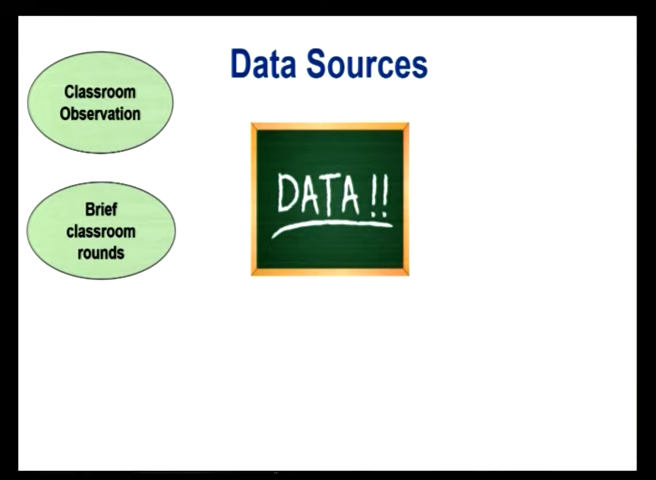 Data Sources
Classroom
Observation
DATA!!
Brief
classroom
rounds